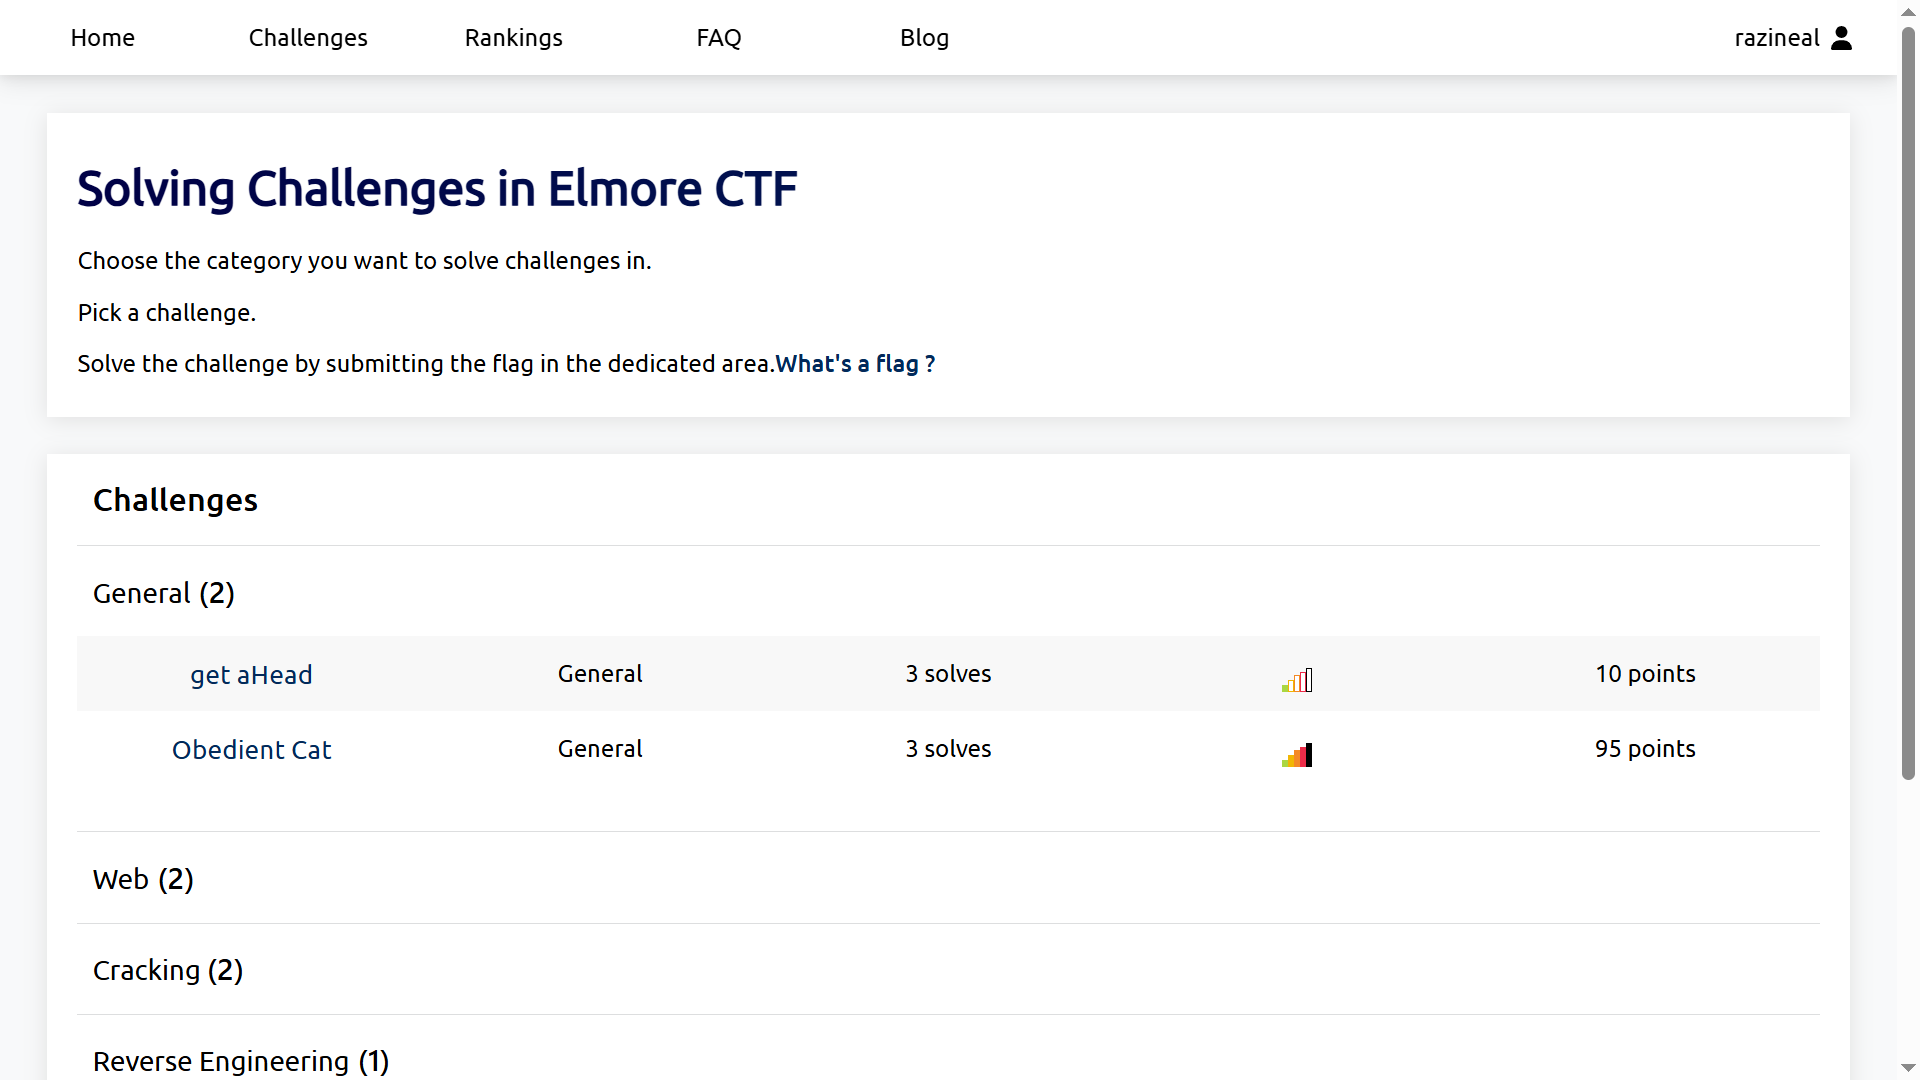 Home Challenges Rankings FAQ Blog razineal
Solving Challenges in Elmore CTF
Choose the category you want to solve challenges in.
Pick a challenge.
Solve the challenge by submitting the flag in the dedicated area.What's a flag ?
Challenges
General (2)
get aHead General 3 solves 10 points
Obedient Cat General 3 solves 95 points
Web (2)
Cracking (2)
Reverse Engineering (1)